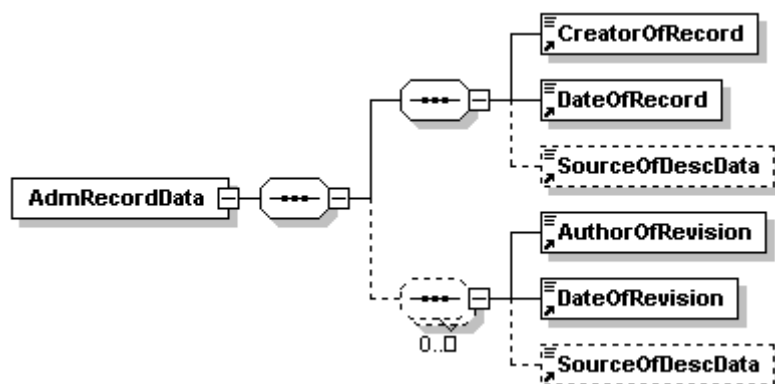 CreatorOfRecord
DateOfRecord
SourceOfDescData
AdmRecordData
AuthorOfRevision
DateOfRevision
0..□
SourceOfDescData